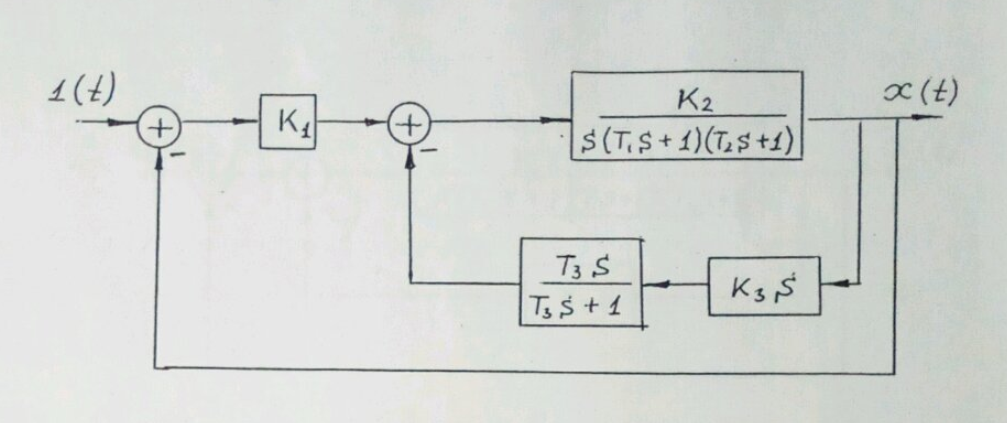 1(t)
+
-
K₁
+
-
K₂
S(T₁S+1)(T₂S+1)
x(t)
T₃S
T₃S+1
K₃S